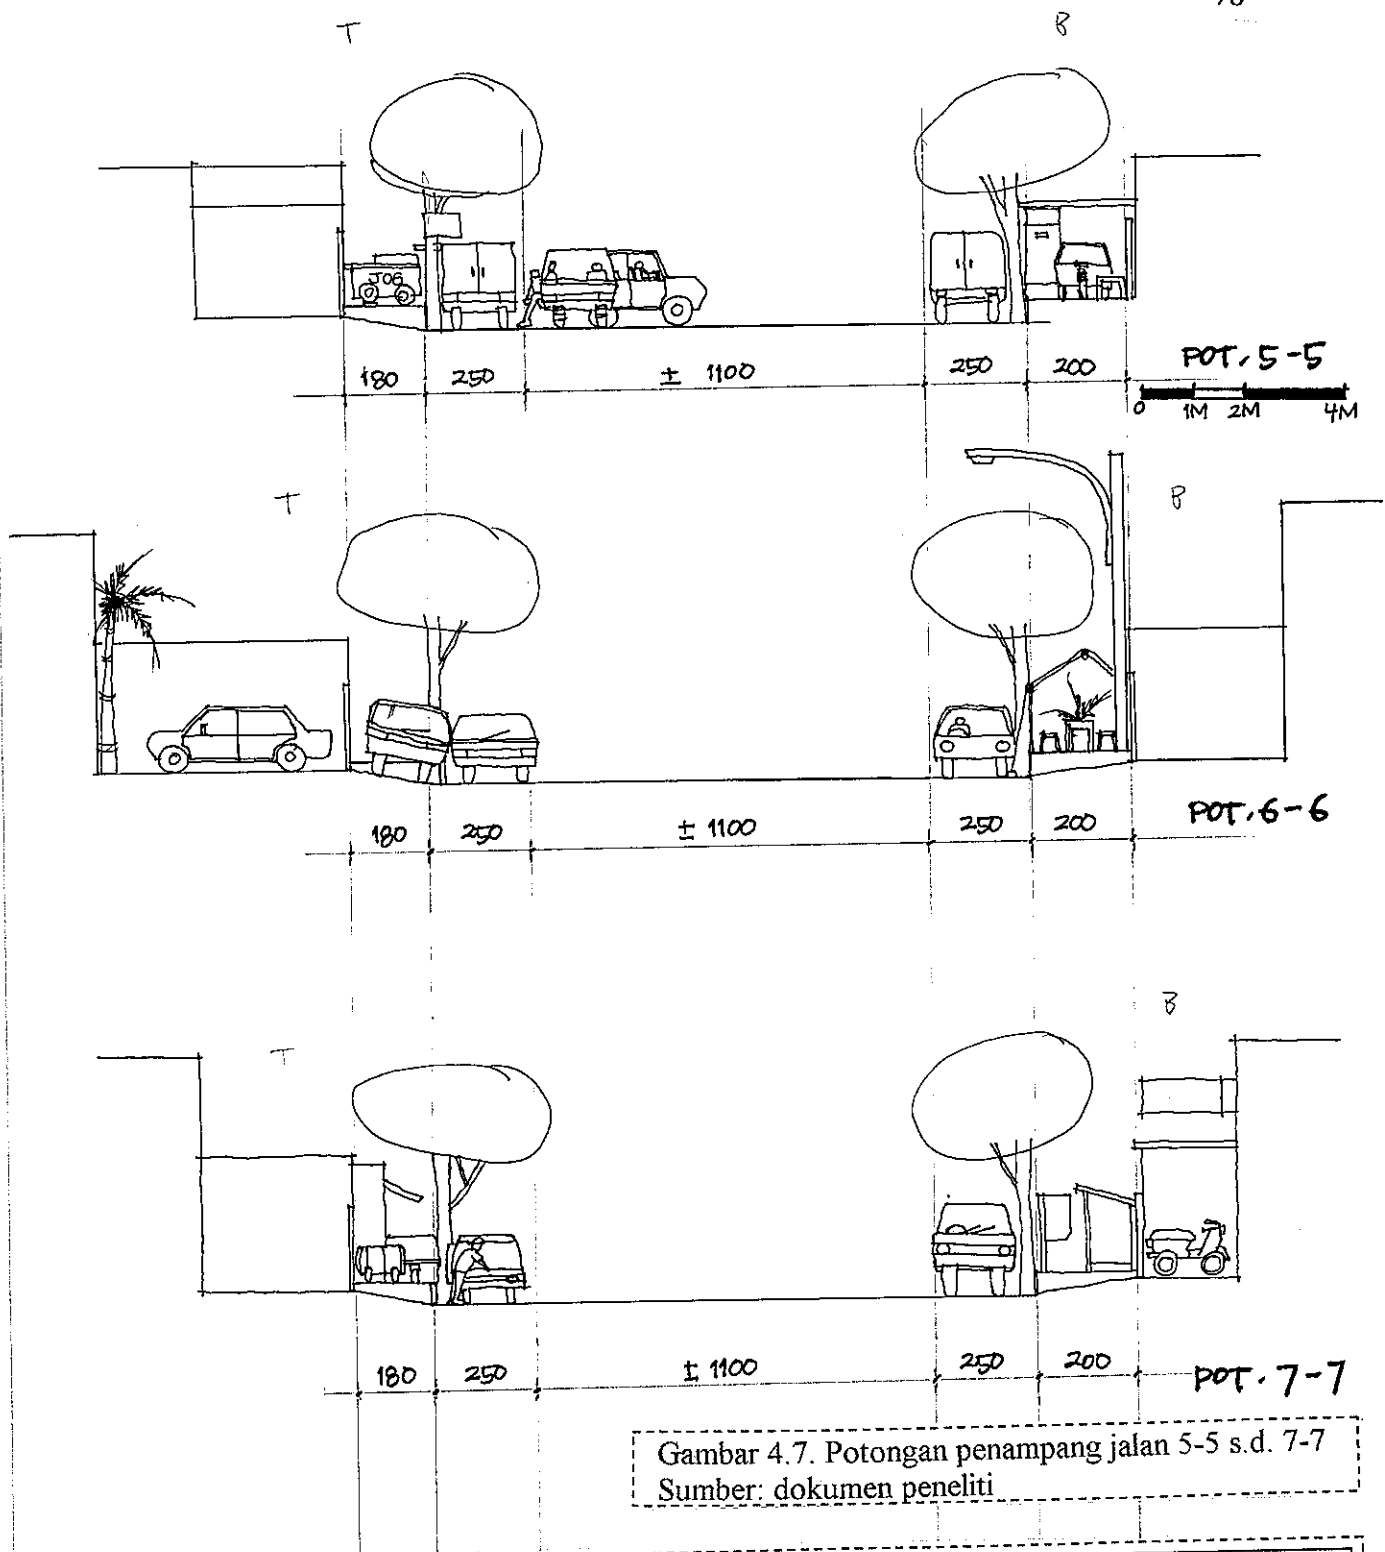 T B
JOG
180 250 ± 1100 250 200 POT. 5-5
0 1M 2M 4M
T B
180 250 ± 1100 250 200 POT. 6-6
T B
180 250 ± 1100 250 200 POT. 7-7
Gambar 4.7. Potongan penampang jalan 5-5 s.d. 7-7
Sumber: dokumen peneliti